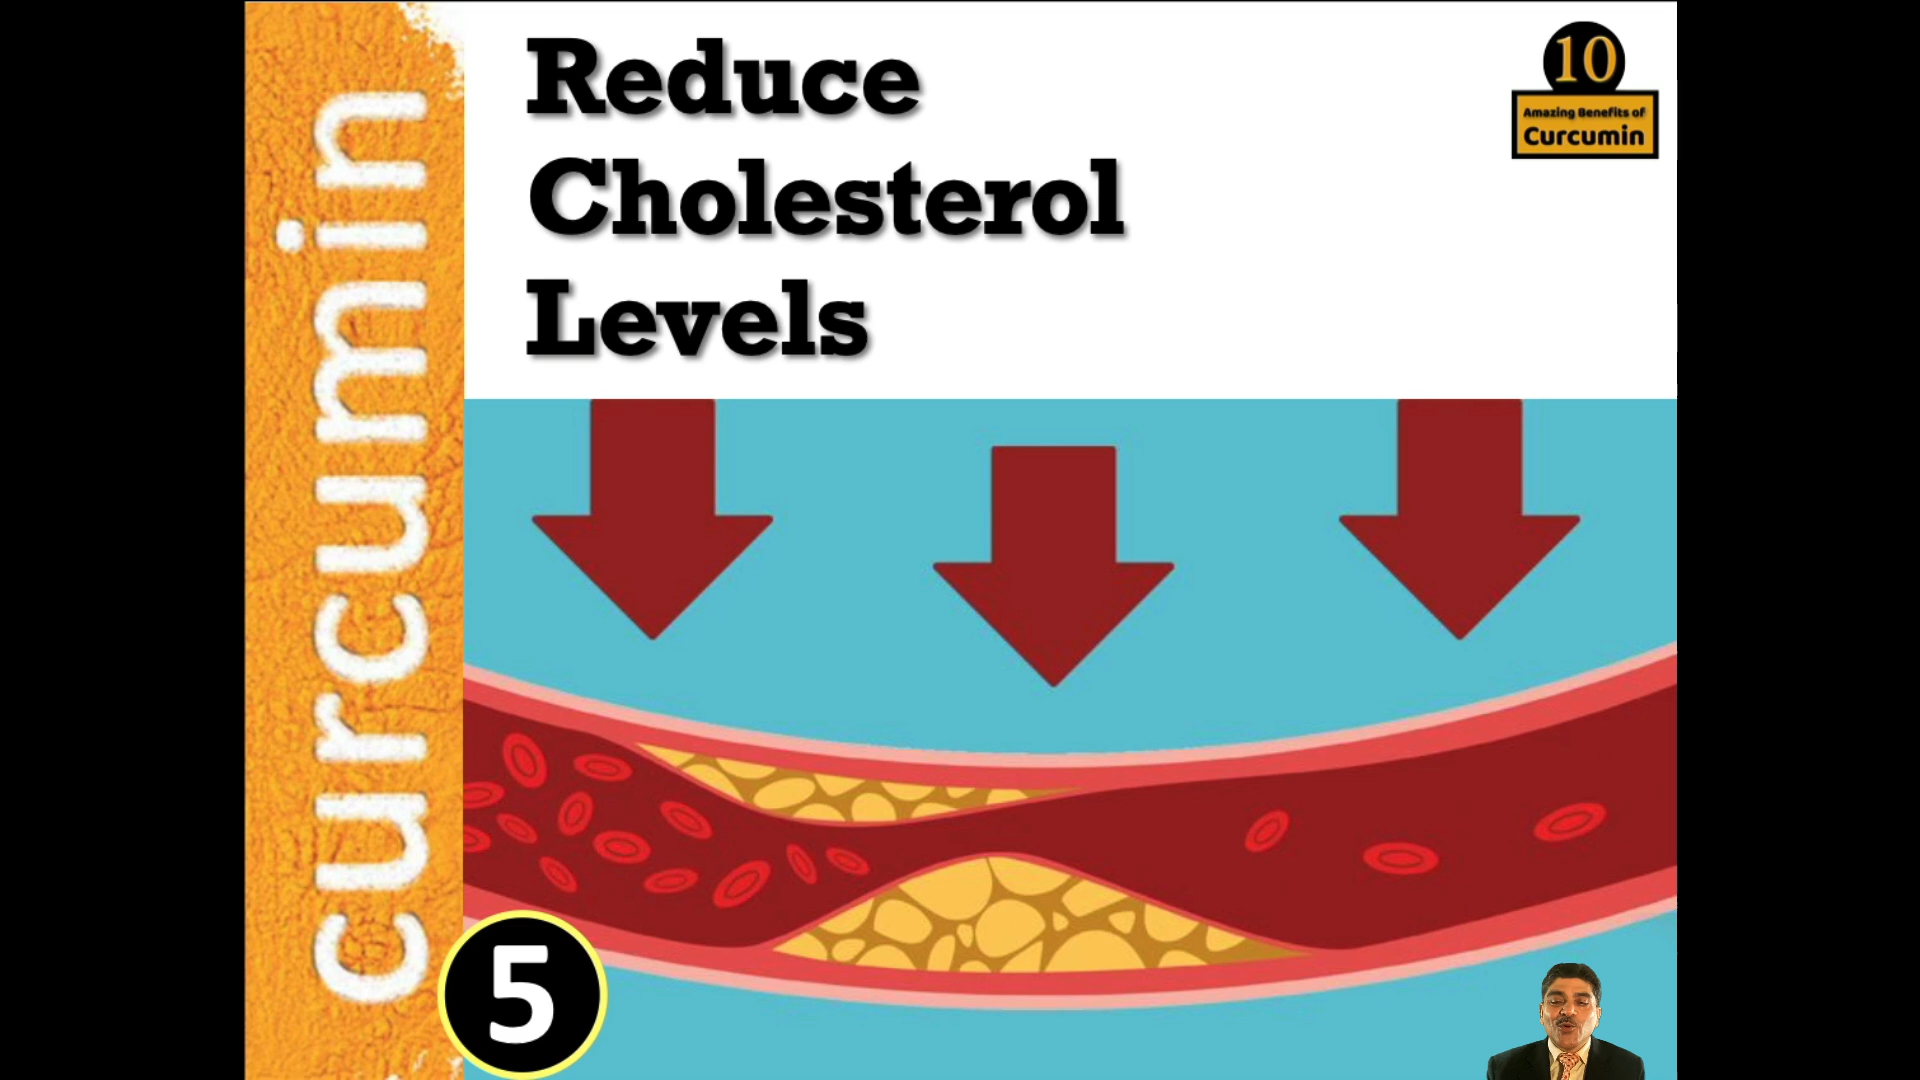 curcumin
Reduce
Cholesterol
Levels
10
Amazing Benefits of
Curcumin
5